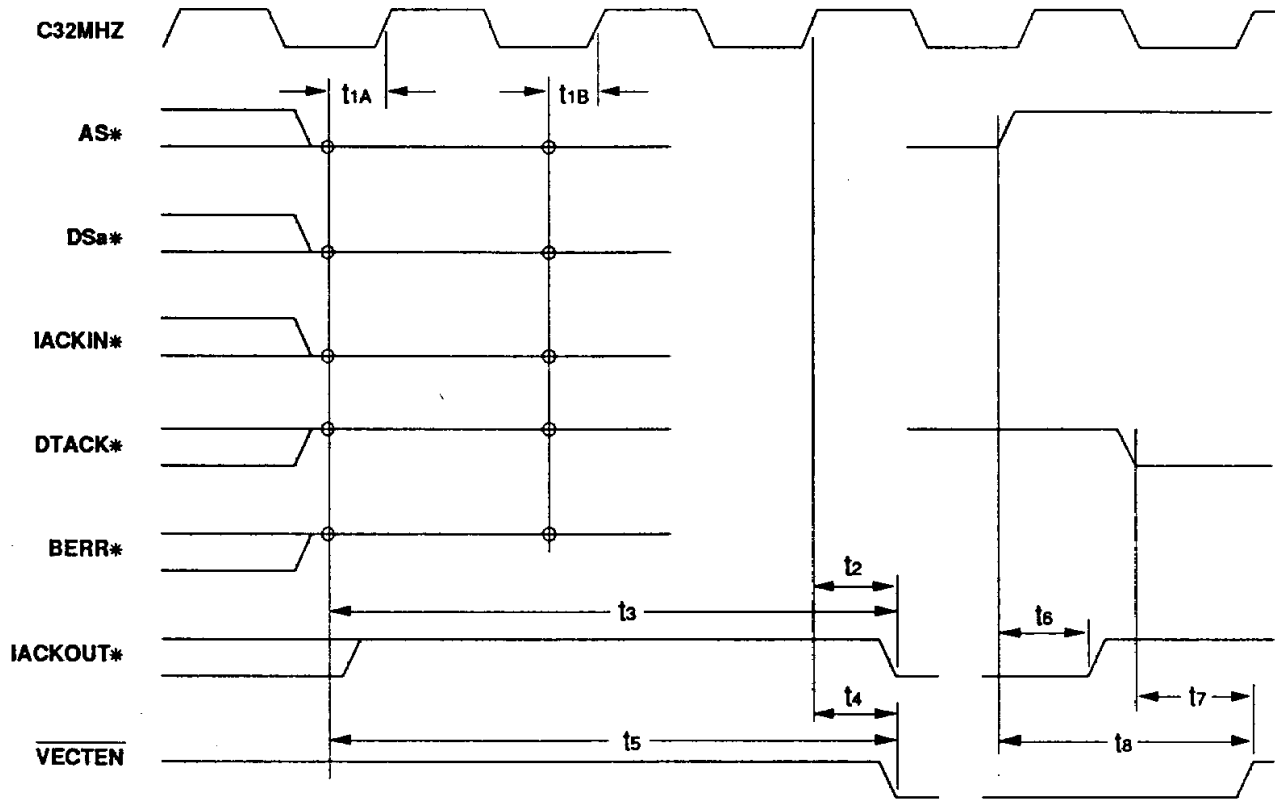 C32MHZ
t1A
t1B
AS*
DSa*
IACKIN*
DTACK*
BERR*
t2
t3
t6
IACKOUT*
t4
t7
t5
t8
VECTEN